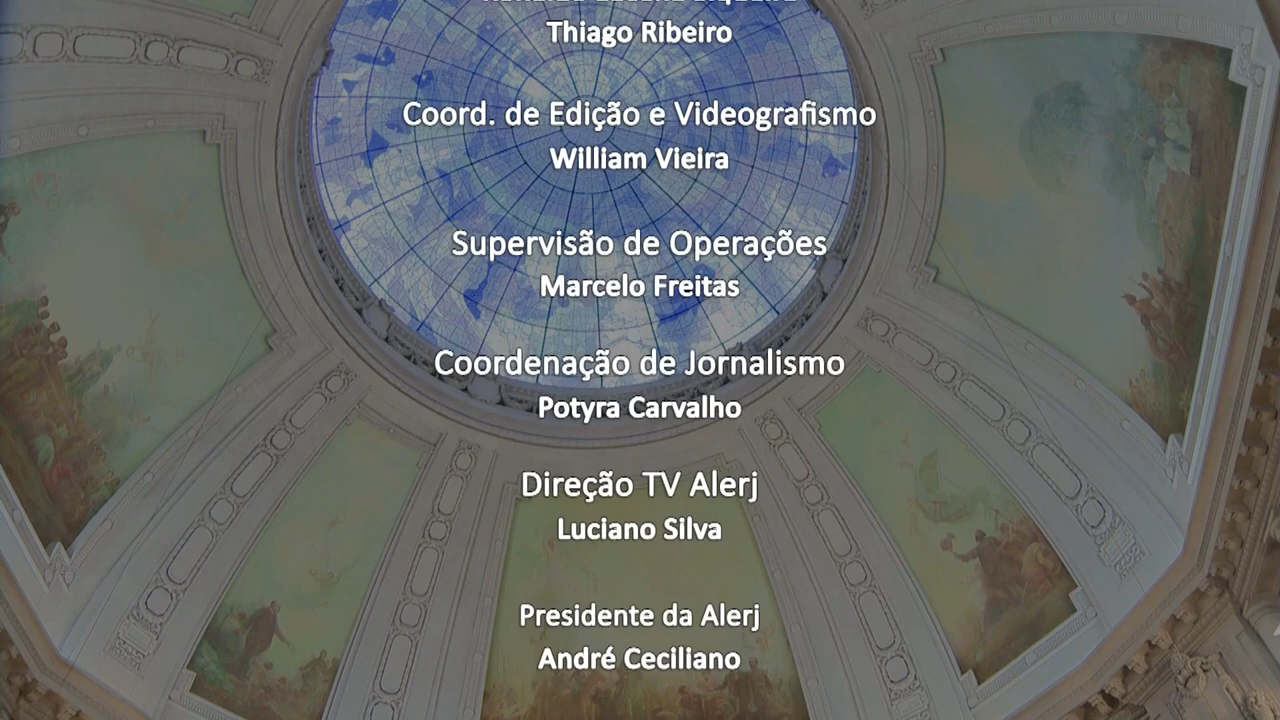 Thiago Ribeiro
Coord. de Edição e Videografismo
William Vieira
Supervisão de Operações
Marcelo Freitas
Coordenação de Jornalismo
Potyra Carvalho
Direção TV Alerj
Luciano Silva
Presidente da Alerj
André Ceciliano